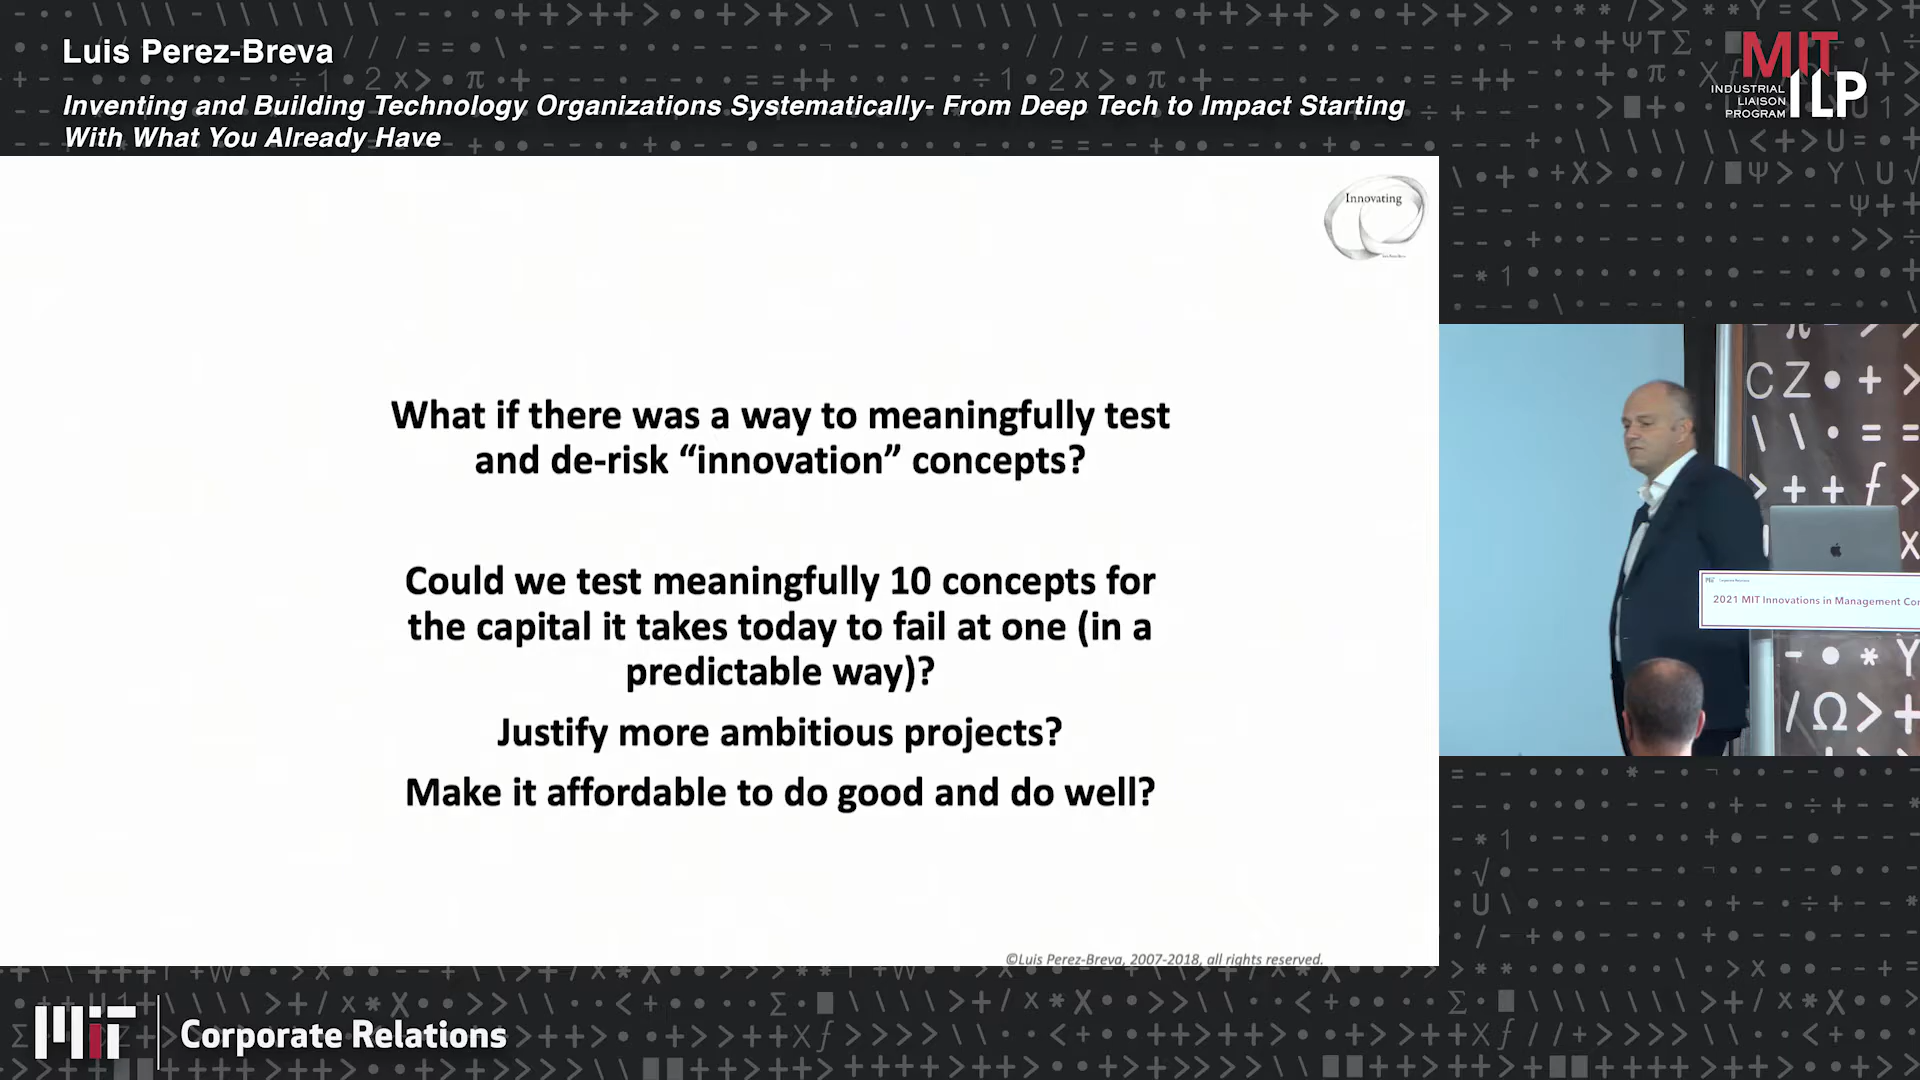 Luis Perez-Breva
Inventing and Building Technology Organizations Systematically- From Deep Tech to Impact Starting
With What You Already Have
MIT
ILP
INDUSTRIAL
LIAISON
PROGRAM
Innovating
What if there was a way to meaningfully test
and de-risk “innovation” concepts?
Could we test meaningfully 10 concepts for
the capital it takes today to fail at one (in a
predictable way)?
Justify more ambitious projects?
Make it affordable to do good and do well?
©Luis Perez-Breva, 2007-2018, all rights reserved.
2021 MIT Innovations in Management Con
MIT
Corporate Relations